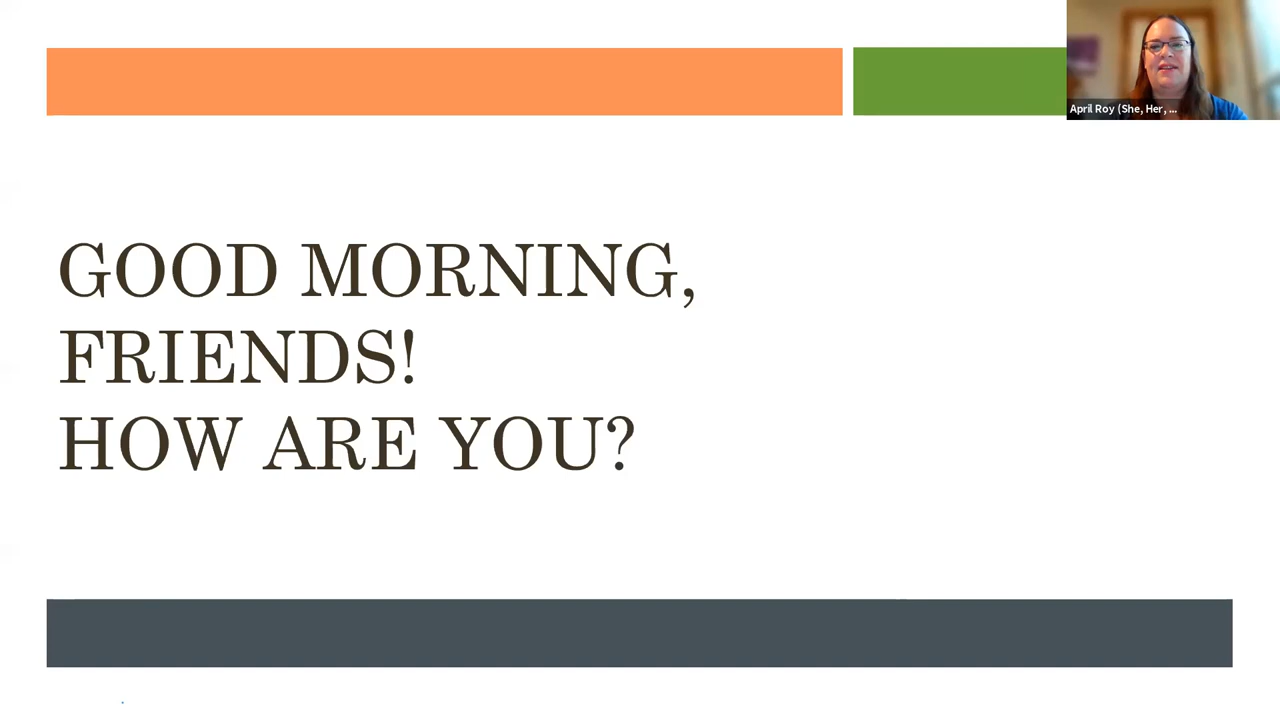 April Roy (She, Her, ...
GOOD MORNING,
FRIENDS!
HOW ARE YOU?